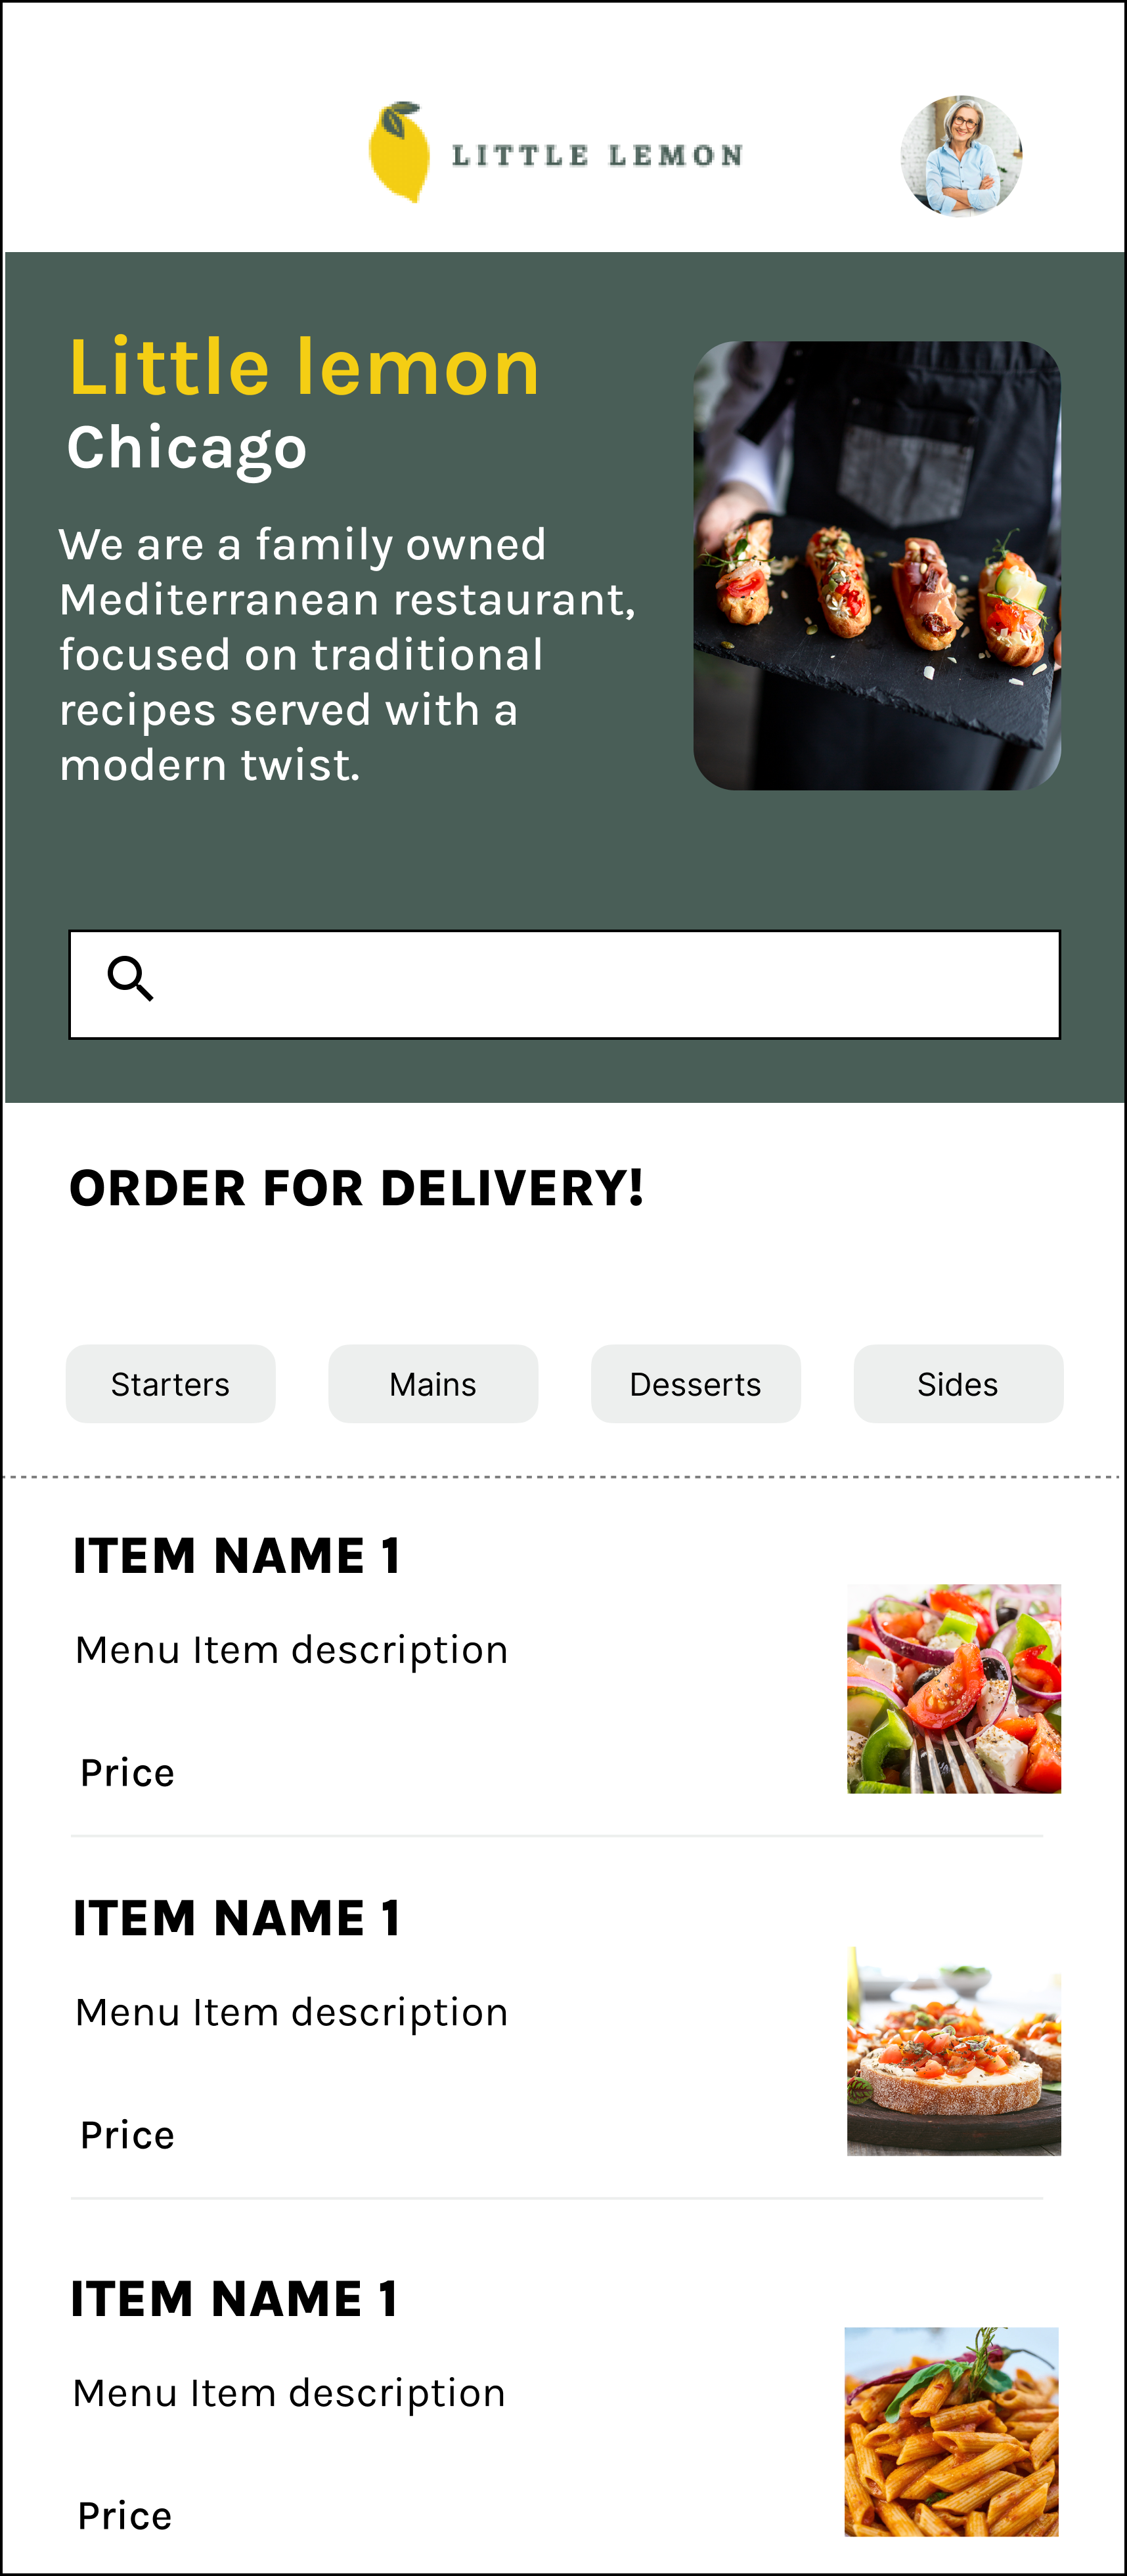 LITTLE LEMON
Little lemon
Chicago
We are a family owned
Mediterranean restaurant,
focused on traditional
recipes served with a
modern twist.
ORDER FOR DELIVERY!
Starters
Mains
Desserts
Sides
ITEM NAME 1
Menu Item description
Price
ITEM NAME 1
Menu Item description
Price
ITEM NAME 1
Menu Item description
Price